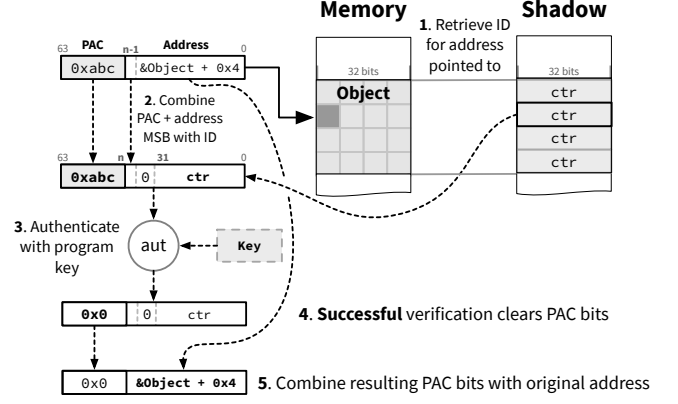 Memory
Shadow
1. Retrieve ID
for address
pointed to
63 PAC n-1 Address 0
0xabc &Object + 0x4
32 bits
32 bits
Object
ctr
ctr
ctr
ctr
2. Combine
PAC + address
MSB with ID
63 n 31 0
0xabc 0 ctr
3. Authenticate
with program
key
aut
Key
0x0 0 ctr
4. Successful verification clears PAC bits
0x0 &Object + 0x4
5. Combine resulting PAC bits with original address